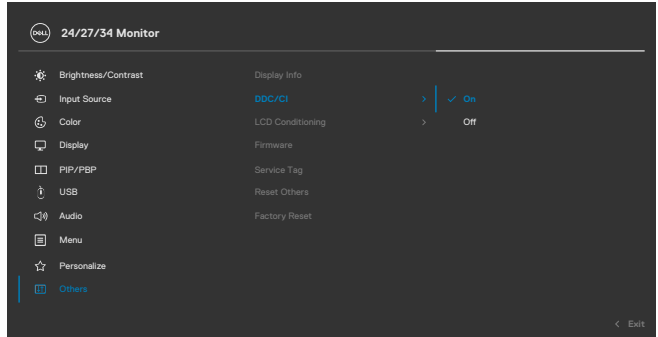 DELL 24/27/34 Monitor
Brightness/Contrast Display Info
Input Source DDC/CI > ✓ On
Color LCD Conditioning > Off
Display Firmware
PIP/PBP Service Tag
USB Reset Others
Audio Factory Reset
Menu
Personalize
Others
< Exit